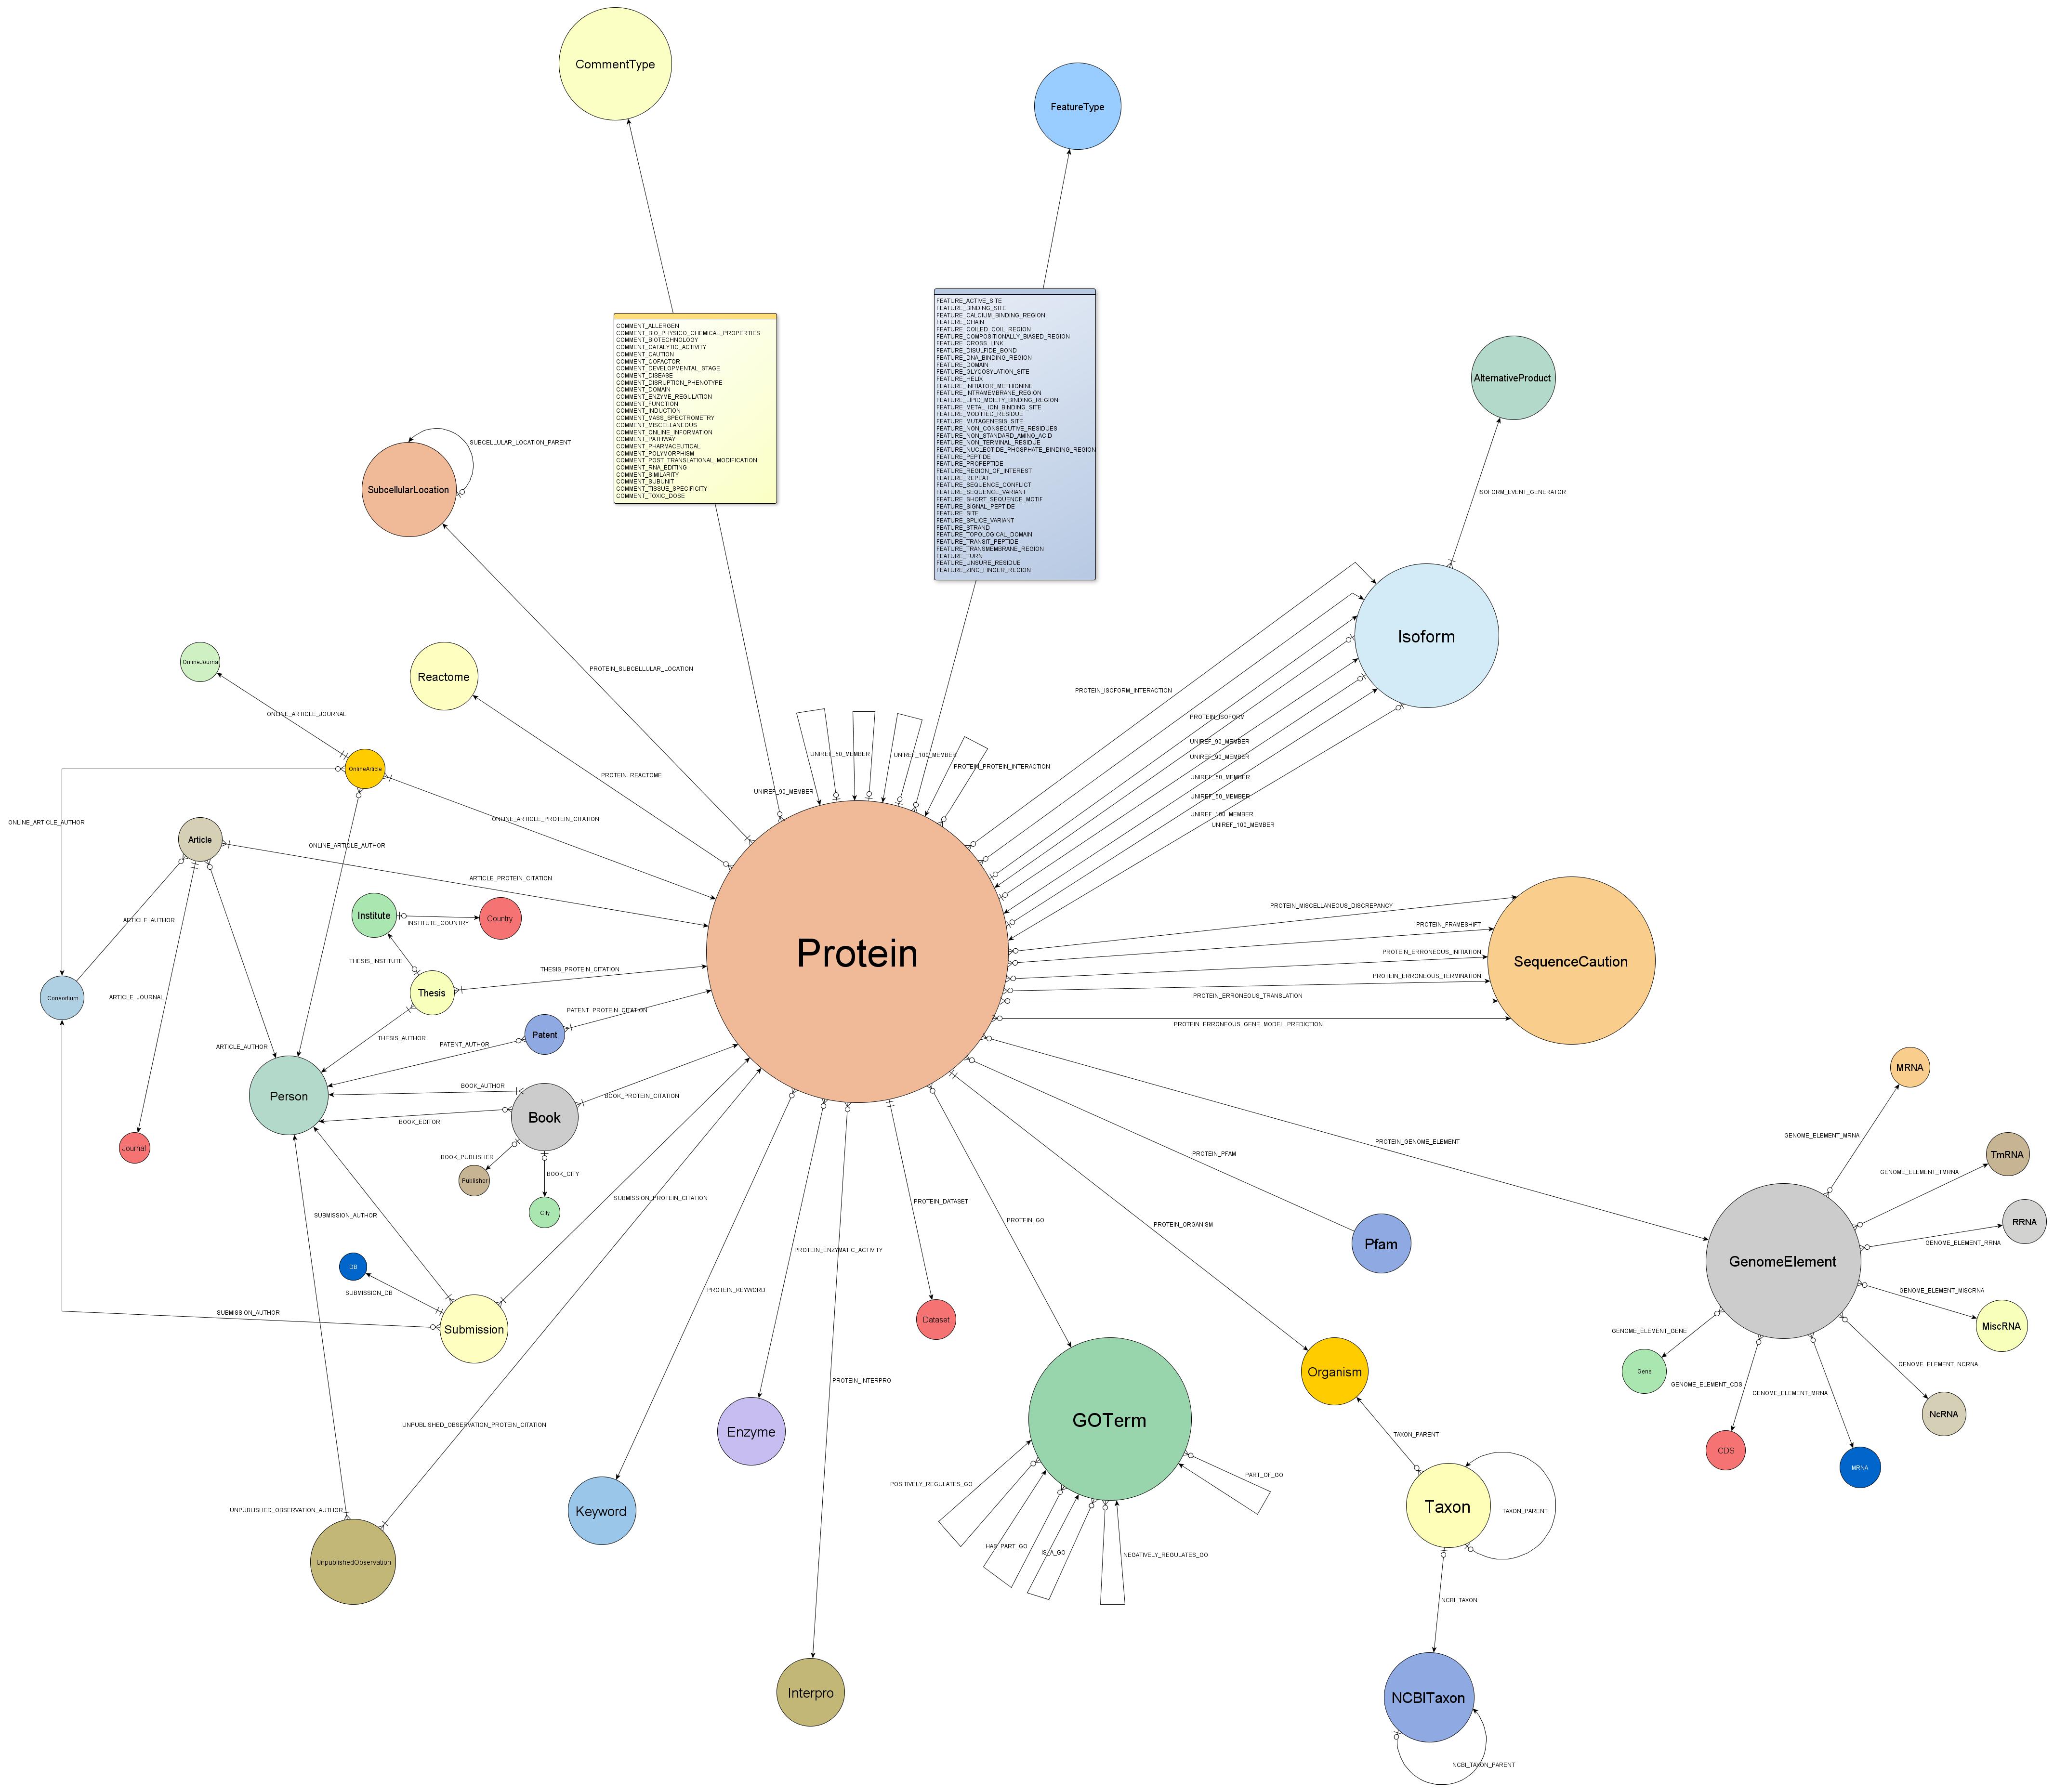 CommentType
FeatureType
COMMENT_ALLERGEN
COMMENT_BIO_PHYSICO_CHEMICAL_PROPERTIES
COMMENT_BIOTECHNOLOGY
COMMENT_CATALYTIC_ACTIVITY
COMMENT_CAUTION
COMMENT_COFACTOR
COMMENT_DEVELOPMENTAL_STAGE
COMMENT_DISEASE
COMMENT_DISRUPTION_PHENOTYPE
COMMENT_DOMAIN
COMMENT_ENZYME_REGULATION
COMMENT_FUNCTION
COMMENT_INDUCTION
COMMENT_MASS_SPECTROMETRY
COMMENT_MISCELLANEOUS
COMMENT_ONLINE_INFORMATION
COMMENT_PATHWAY
COMMENT_PHARMACEUTICAL
COMMENT_POLYMORPHISM
COMMENT_POST_TRANSLATIONAL_MODIFICATION
COMMENT_RNA_EDITING
COMMENT_SIMILARITY
COMMENT_SUBUNIT
COMMENT_TISSUE_SPECIFICITY
COMMENT_TOXIC_DOSE
FEATURE_ACTIVE_SITE
FEATURE_BINDING_SITE
FEATURE_CALCIUM_BINDING_REGION
FEATURE_CHAIN
FEATURE_COILED_COIL_REGION
FEATURE_COMPOSITIONALLY_BIASED_REGION
FEATURE_CROSS_LINK
FEATURE_DISULFIDE_BOND
FEATURE_DNA_BINDING_REGION
FEATURE_DOMAIN
FEATURE_GLYCOSYLATION_SITE
FEATURE_HELIX
FEATURE_INITIATOR_METHIONINE
FEATURE_INTRAMEMBRANE_REGION
FEATURE_LIPID_MOIETY_BINDING_REGION
FEATURE_METAL_ION_BINDING_SITE
FEATURE_MODIFIED_RESIDUE
FEATURE_MUTAGENESIS_SITE
FEATURE_NON_CONSECUTIVE_RESIDUES
FEATURE_NON_STANDARD_AMINO_ACID
FEATURE_NON_TERMINAL_RESIDUE
FEATURE_NUCLEOTIDE_PHOSPHATE_BINDING_REGION
FEATURE_PEPTIDE
FEATURE_PROPEPTIDE
FEATURE_REGION_OF_INTEREST
FEATURE_REPEAT
FEATURE_SEQUENCE_CONFLICT
FEATURE_SEQUENCE_VARIANT
FEATURE_SHORT_SEQUENCE_MOTIF
FEATURE_SIGNAL_PEPTIDE
FEATURE_SITE
FEATURE_SPLICE_VARIANT
FEATURE_STRAND
FEATURE_TOPOLOGICAL_DOMAIN
FEATURE_TRANSIT_PEPTIDE
FEATURE_TRANSMEMBRANE_REGION
FEATURE_TURN
FEATURE_UNSURE_RESIDUE
FEATURE_ZINC_FINGER_REGION
AlternativeProduct
SUBCELLULAR_LOCATION_PARENT
SubcellularLocation
ISOFORM_EVENT_GENERATOR
Isoform
OnlineJournal
PROTEIN_SUBCELLULAR_LOCATION
Reactome
PROTEIN_ISOFORM_INTERACTION
ONLINE_ARTICLE_JOURNAL
PROTEIN_ISOFORM
UNIREF_90_MEMBER
UNIREF_50_MEMBER
UNIREF_100_MEMBER
UNIREF_90_MEMBER
PROTEIN_PROTEIN_INTERACTION
OnlineArticle
PROTEIN_REACTOME
UNIREF_50_MEMBER
UNIREF_90_MEMBER
UNIREF_50_MEMBER
UNIREF_100_MEMBER
ONLINE_ARTICLE_AUTHOR
ONLINE_ARTICLE_PROTEIN_CITATION
UNIREF_100_MEMBER
Article
ONLINE_ARTICLE_AUTHOR
ARTICLE_PROTEIN_CITATION
PROTEIN_MISCELLANEOUS_DISCREPANCY
ARTICLE_AUTHOR
Institute
INSTITUTE_COUNTRY
Country
PROTEIN_FRAMESHIFT
Protein
PROTEIN_ERRONEOUS_INITIATION
SequenceCaution
THESIS_INSTITUTE
THESIS_PROTEIN_CITATION
PROTEIN_ERRONEOUS_TERMINATION
Consortium
ARTICLE_JOURNAL
Thesis
PROTEIN_ERRONEOUS_TRANSLATION
PATENT_PROTEIN_CITATION
PROTEIN_ERRONEOUS_GENE_MODEL_PREDICTION
THESIS_AUTHOR
PATENT_AUTHOR
Patent
ARTICLE_AUTHOR
MRNA
BOOK_AUTHOR
Person
BOOK_PROTEIN_CITATION
BOOK_EDITOR
Book
GENOME_ELEMENT_MRNA
PROTEIN_GENOME_ELEMENT
Journal
BOOK_PUBLISHER
PROTEIN_PFAM
TmRNA
BOOK_CITY
GENOME_ELEMENT_TMRNA
Publisher
SUBMISSION_PROTEIN_CITATION
PROTEIN_DATASET
City
SUBMISSION_AUTHOR
PROTEIN_GO
PROTEIN_ORGANISM
RRNA
GENOME_ELEMENT_RRNA
Pfam
PROTEIN_ENZYMATIC_ACTIVITY
GenomeElement
DB
SUBMISSION_DB
PROTEIN_KEYWORD
GENOME_ELEMENT_MISCRNA
SUBMISSION_AUTHOR
Submission
Dataset
MiscRNA
GENOME_ELEMENT_GENE
GENOME_ELEMENT_NCRNA
Gene
Organism
PROTEIN_INTERPRO
GENOME_ELEMENT_CDS
GENOME_ELEMENT_MRNA
NcRNA
GOTerm
UNPUBLISHED_OBSERVATION_PROTEIN_CITATION
Enzyme
TAXON_PARENT
CDS
MRNA
POSITIVELY_REGULATES_GO
PART_OF_GO
Taxon
TAXON_PARENT
UNPUBLISHED_OBSERVATION_AUTHOR
Keyword
HAS_PART_GO
IS_A_GO
NEGATIVELY_REGULATES_GO
UnpublishedObservation
NCBI_TAXON
Interpro
NCBITaxon
NCBI_TAXON_PARENT